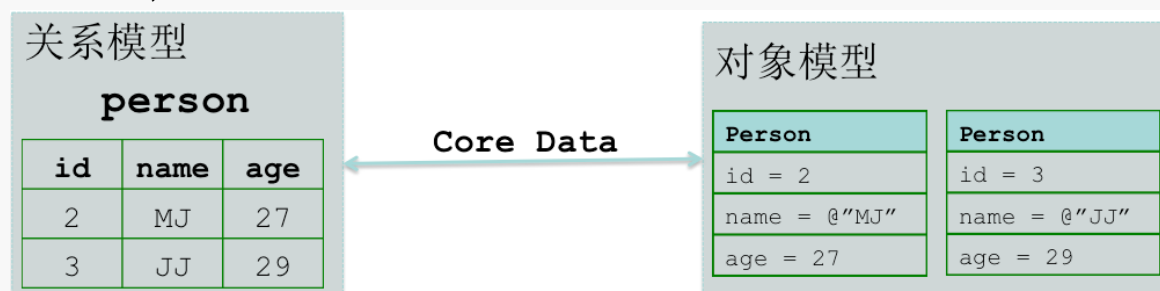 关系模型
person
id name age
2 MJ 27
3 JJ 29
Core Data
对象模型
Person
id = 2
name = @"MJ"
age = 27
Person
id = 3
name = @"JJ"
age = 29